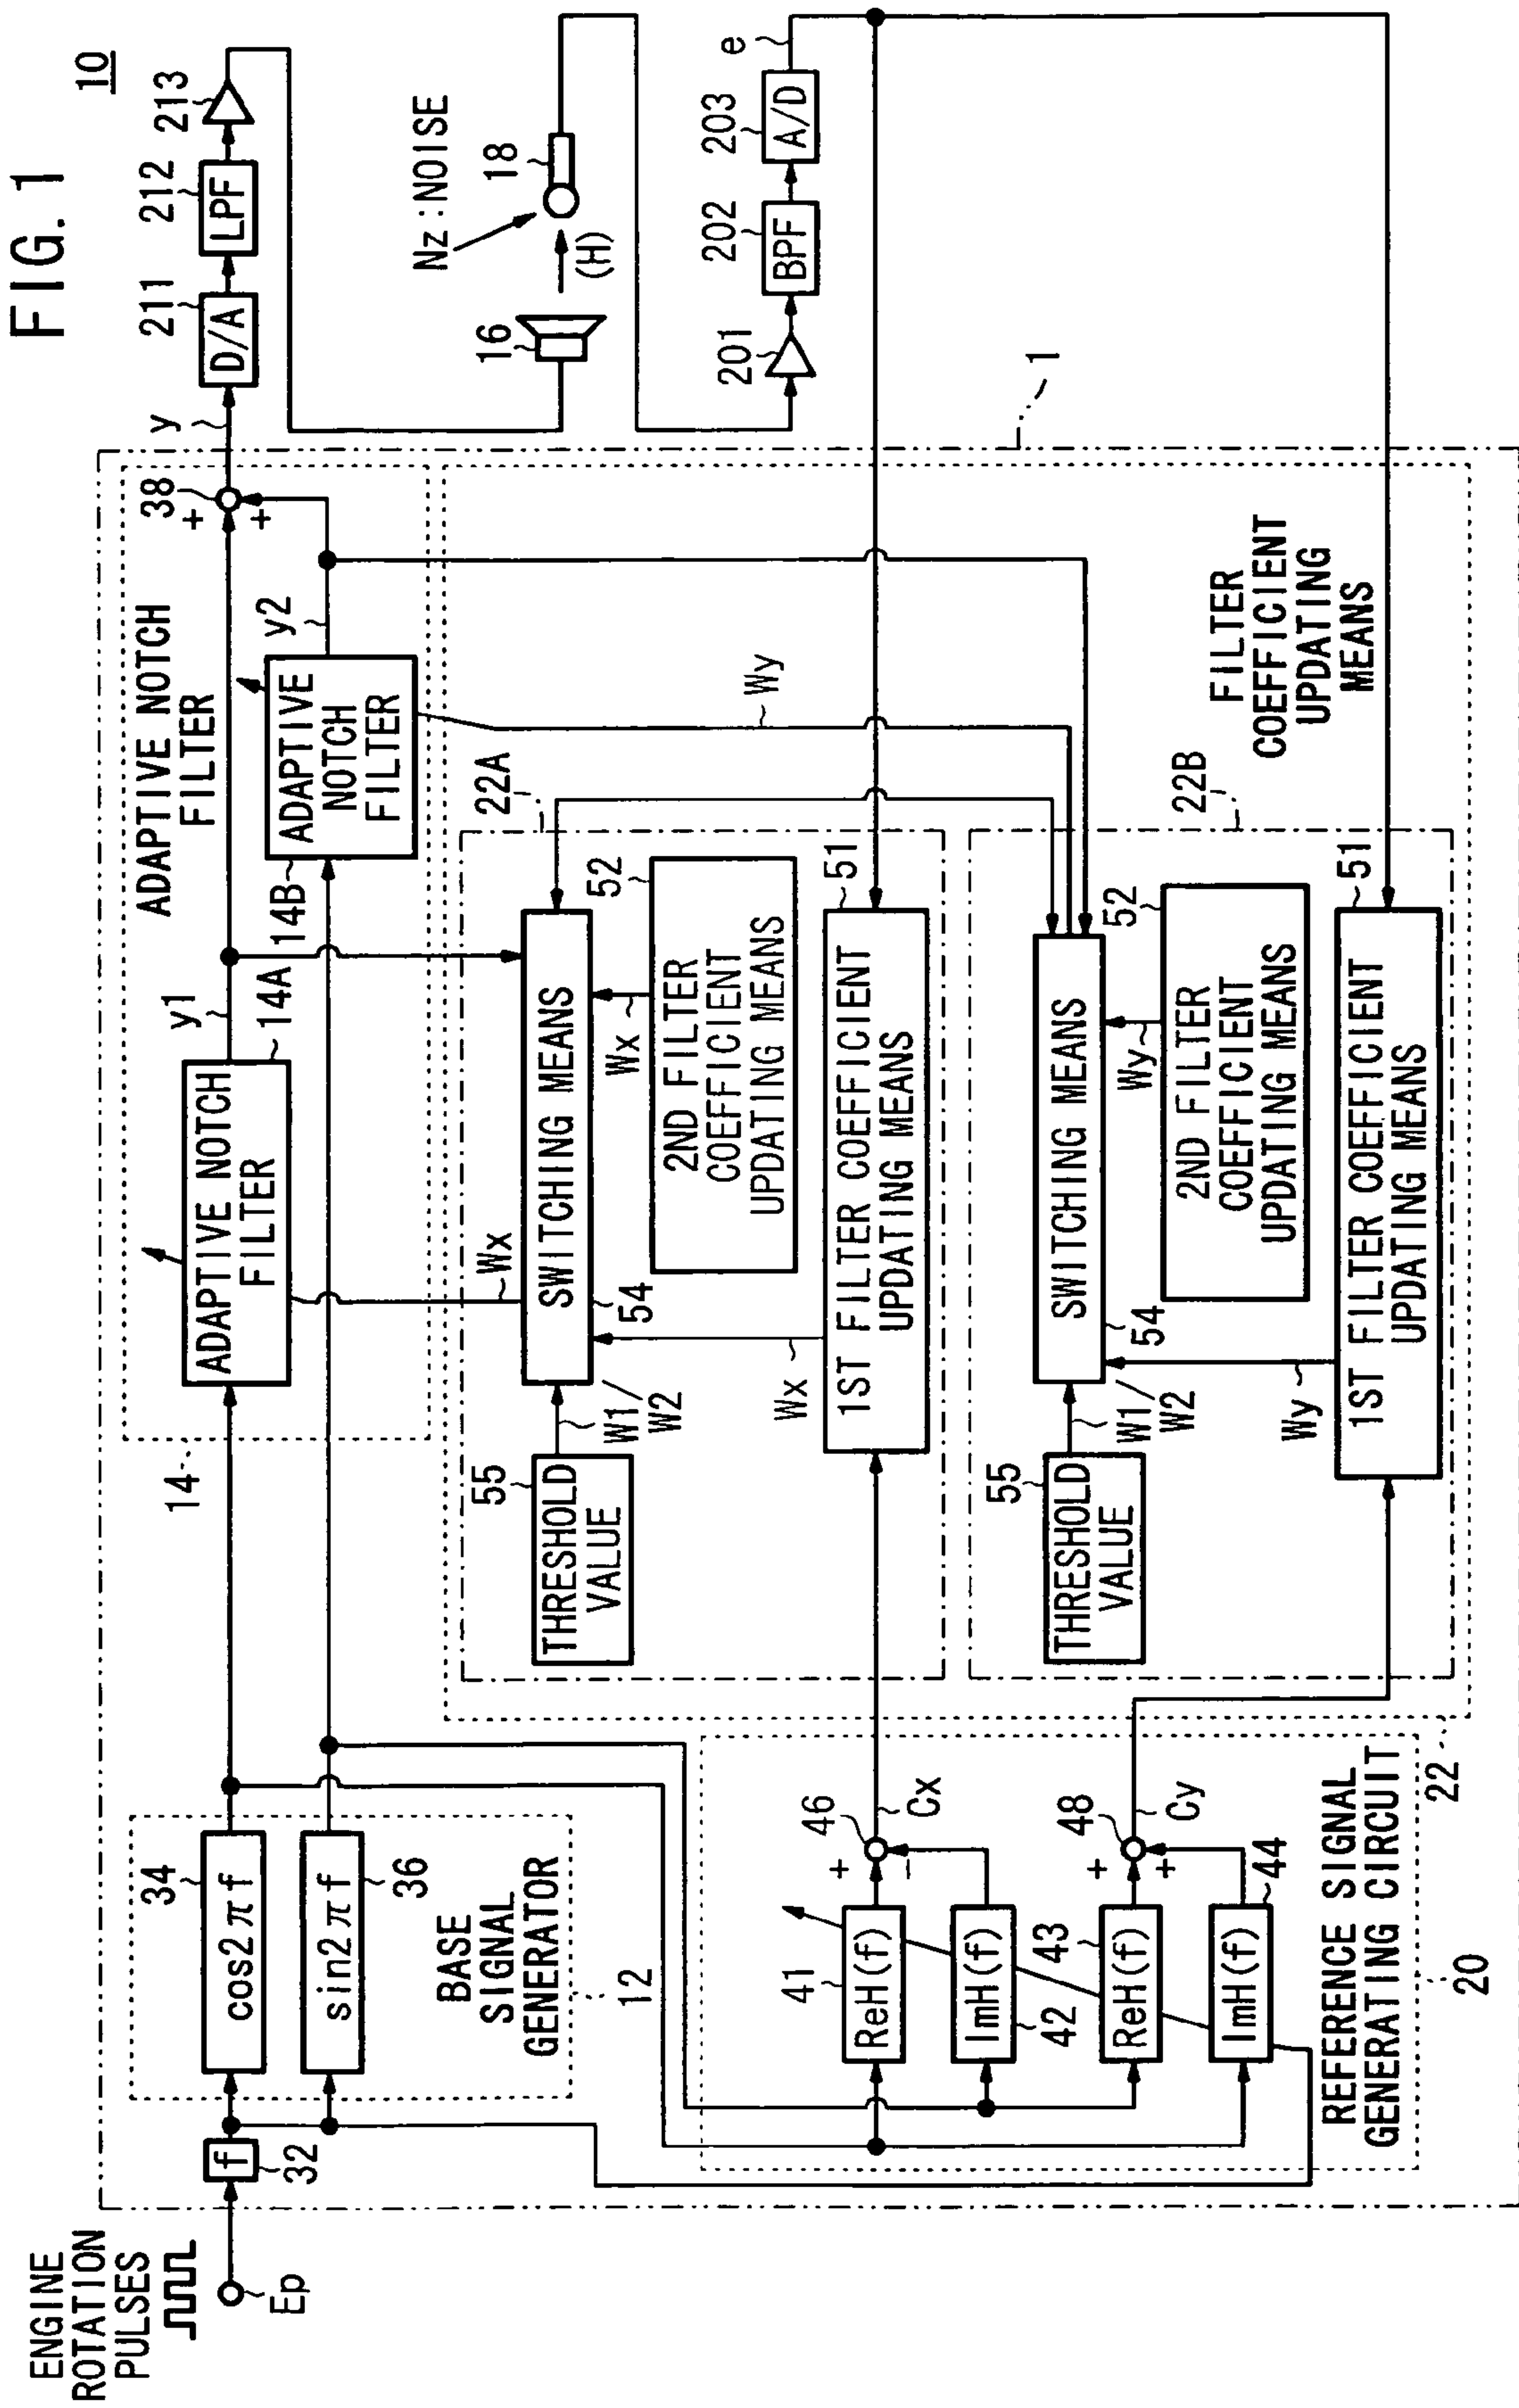 FIG. 1
10
ENGINE
ROTATION
PULSES
Ep
f
32
34
cos2πf
sin2πf
36
BASE
SIGNAL
GENERATOR
12
14
ADAPTIVE NOTCH
FILTER
ADAPTIVE NOTCH
FILTER
14A
y1
14B
ADAPTIVE
NOTCH
FILTER
y2
38
+
+
y
211
D/A
212
LPF
213
16
(H)
Nz:NOISE
18
201
202
BPF
203
A/D
e
1
22A
55
THRESHOLD
VALUE
W1
W2
54
SWITCHING MEANS
Wx
Wx
52
2ND FILTER
COEFFICIENT
UPDATING MEANS
Wx
51
1ST FILTER COEFFICIENT
UPDATING MEANS
Wy
22B
55
THRESHOLD
VALUE
W1
W2
54
SWITCHING MEANS
Wy
52
2ND FILTER
COEFFICIENT
UPDATING MEANS
Wy
51
1ST FILTER COEFFICIENT
UPDATING MEANS
FILTER
COEFFICIENT
UPDATING
MEANS
22
41
ReH(f)
+
46
−
Cx
ImH(f)
42
43
ReH(f)
+
48
+
Cy
ImH(f)
44
REFERENCE SIGNAL
GENERATING CIRCUIT
20